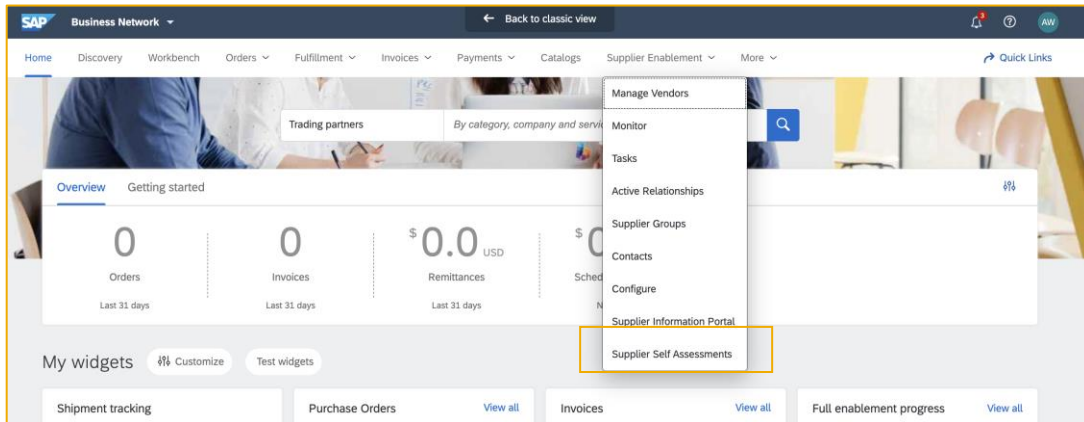 SAP Business Network ← Back to classic view 3 AW
Home Discovery Workbench Orders Fulfillment Invoices Payments Catalogs Supplier Enablement More Quick Links
Trading partners By category, company and servi
Manage Vendors
Monitor
Tasks
Active Relationships
Supplier Groups
Contacts
Configure
Supplier Information Portal
Supplier Self Assessments
Overview Getting started
0
Orders
Last 31 days
0
Invoices
Last 31 days
$ 0.0 USD
Remittances
Last 31 days
$
Sched
N
My widgets Customize Test widgets
Shipment tracking
Purchase Orders View all
Invoices View all
Full enablement progress View all